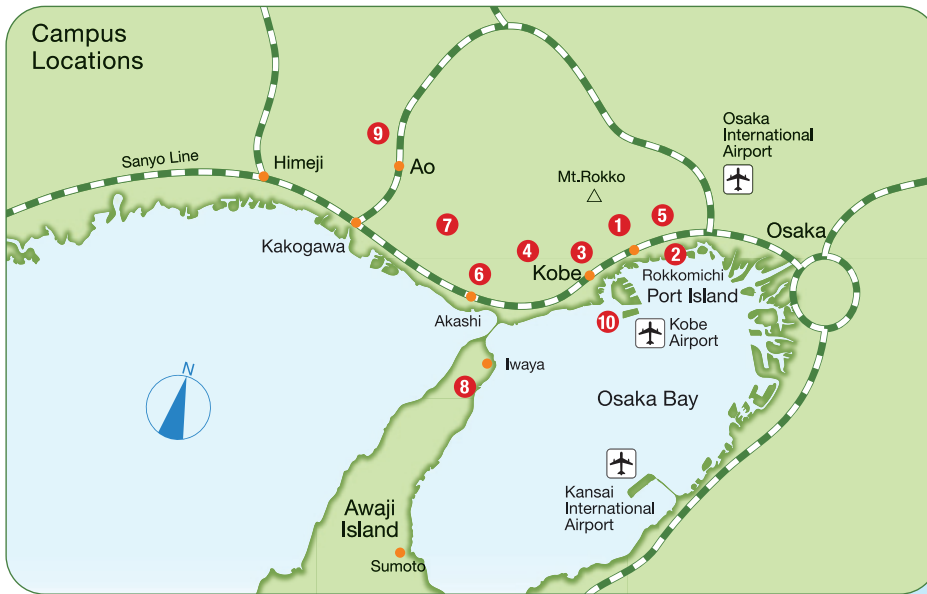 Campus
Locations
9
Ao
Osaka
International
Airport
Sanyo Line
Himeji
Mt.Rokko
7
1
5
Kakogawa
4
3
2
Osaka
Kobe
Rokkomichi
6
Port Island
Akashi
10
Kobe
Airport
N
Iwaya
8
Osaka Bay
Kansai
International
Airport
Awaji
Island
Sumoto